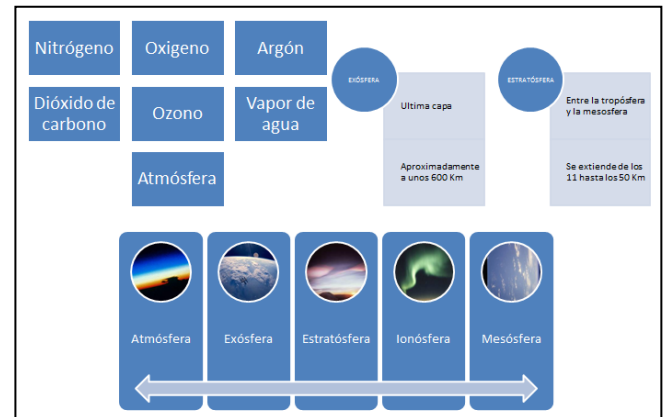 Nitrógeno
Oxigeno
Argón
Dióxido de
carbono
Ozono
Vapor de
agua
Atmósfera
EXÓSFERA
Ultima capa
Aproximadamente
a unos 600 Km
ESTRATÓSFERA
Entre la tropósfera
y la mesosfera
Se extiende de los
11 hasta los 50 Km
Atmósfera
Exósfera
Estratósfera
Ionósfera
Mesósfera